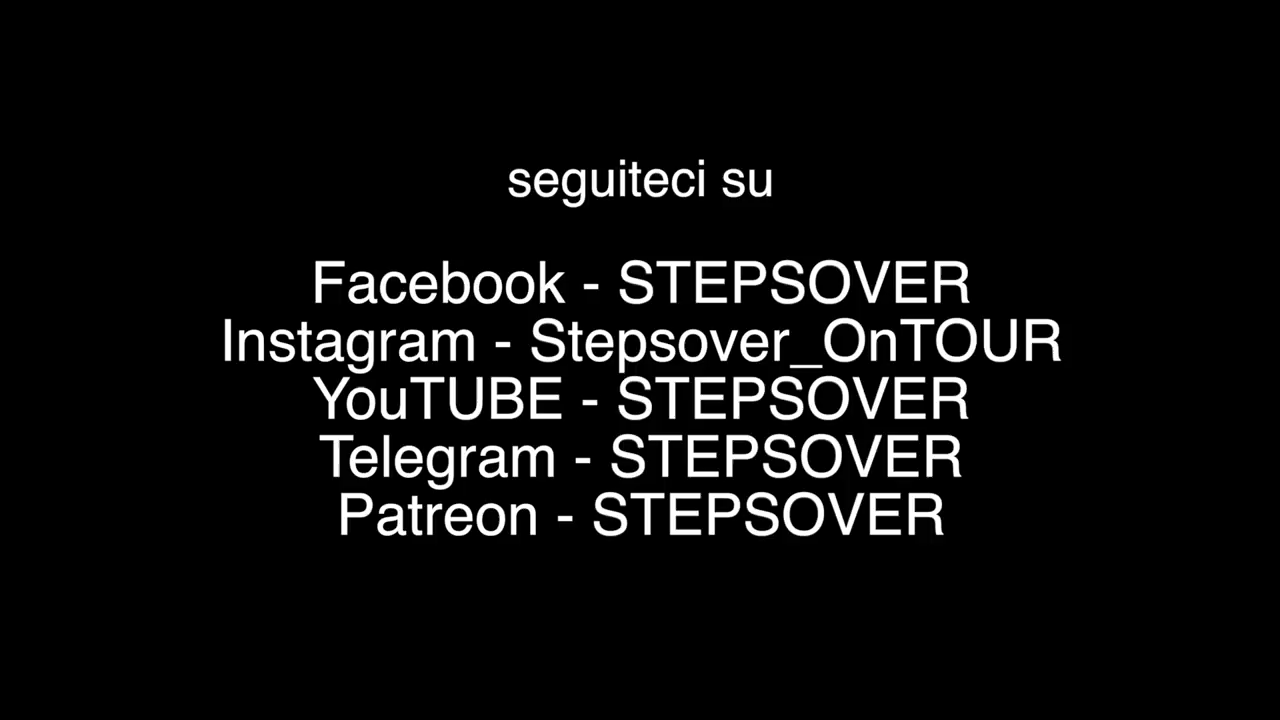 seguiteci su
Facebook - STEPSOVER
Instagram - Stepsover_OnTOUR
YouTUBE - STEPSOVER
Telegram - STEPSOVER
Patreon - STEPSOVER